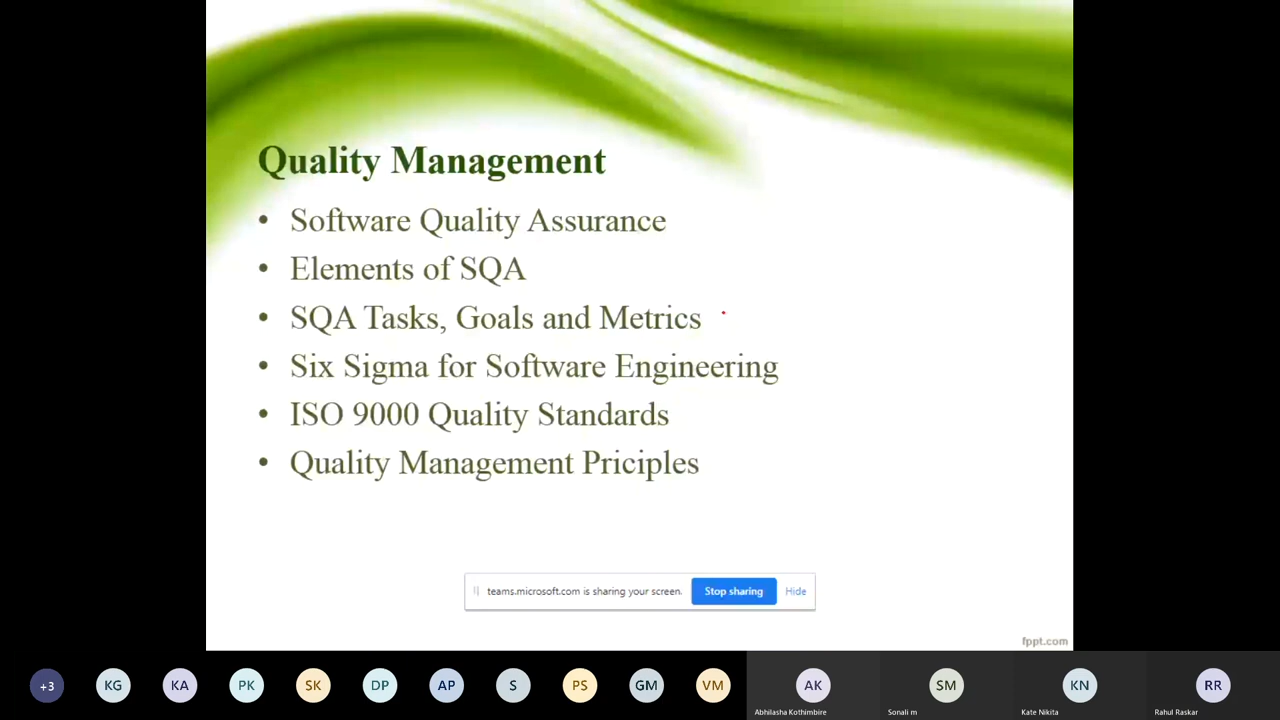 Quality Management
• Software Quality Assurance
• Elements of SQA
• SQA Tasks, Goals and Metrics
• Six Sigma for Software Engineering
• ISO 9000 Quality Standards
• Quality Management Priciples
teams.microsoft.com is sharing your screen. Stop sharing Hide
fppt.com
+3 KG KA PK SK DP AP S PS GM VM AK SM KN RR
Abhilasha Kothimbire Sonali m Kate Nikita Rahul Raskar